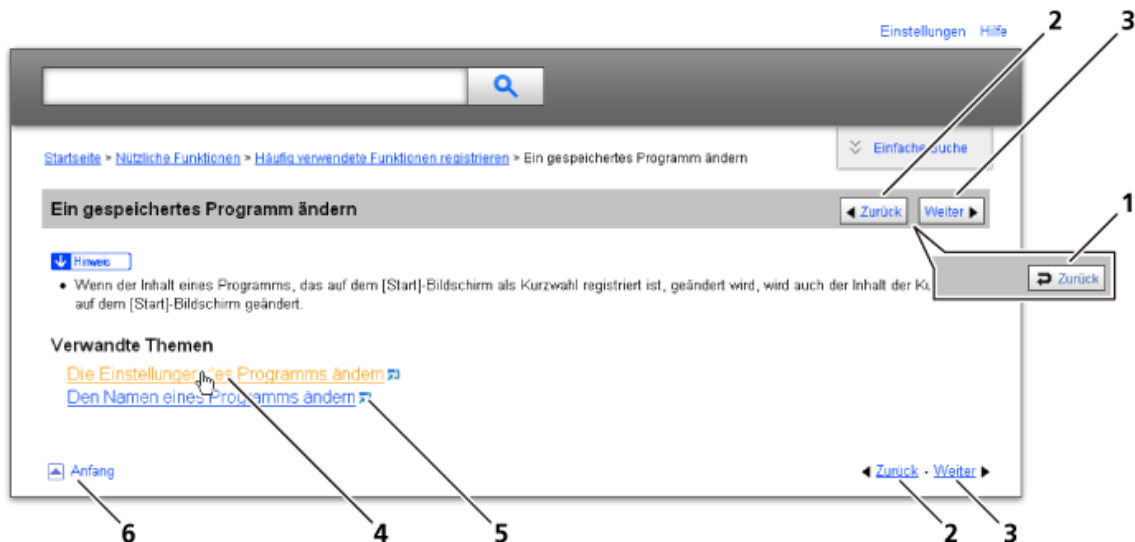 2 3
Einstellungen Hilfe
Einfache Suche
Startseite > Nützliche Funktionen > Häufig verwendete Funktionen registrieren > Ein gespeichertes Programm ändern
Ein gespeichertes Programm ändern
Zurück Weiter
1
Zurück
Hinweis
• Wenn der Inhalt eines Programms, das auf dem [Start]-Bildschirm als Kurzwahl registriert ist, geändert wird, wird auch der Inhalt der
auf dem [Start]-Bildschirm geändert.
Verwandte Themen
Die Einstellungen des Programms ändern
Den Namen eines Programms ändern
Anfang
Zurück - Weiter
6 4 5 2 3